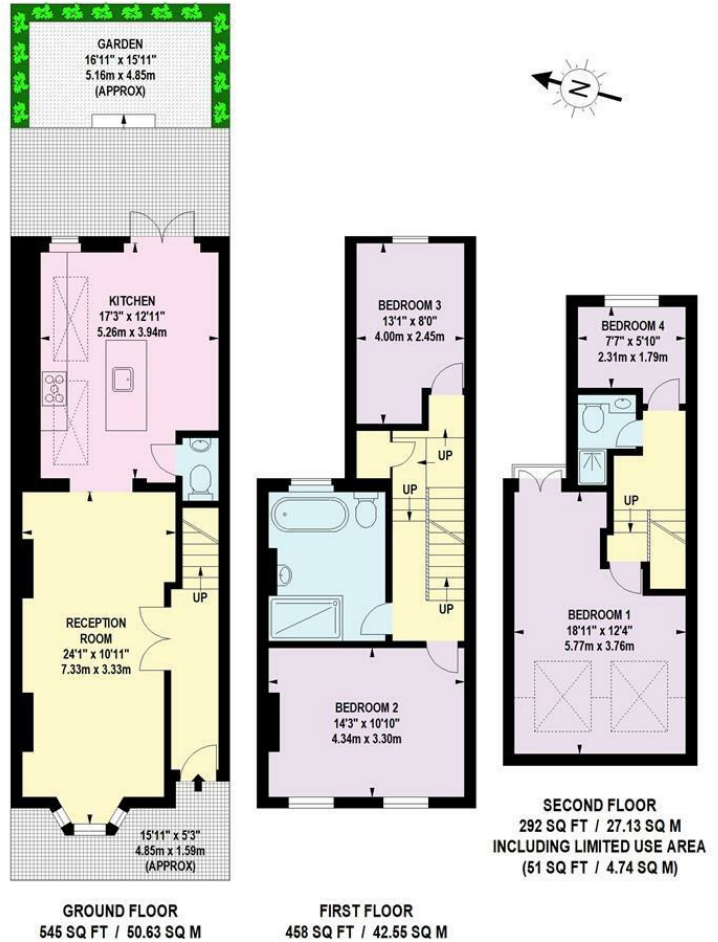 GARDEN
16'11" x 15'11"
5.16m x 4.85m
(APPROX)
N
KITCHEN
17'3" x 12'11"
5.26m x 3.94m
UP
RECEPTION
ROOM
24'1" x 10'11"
7.33m x 3.33m
15'11" x 5'3"
4.85m x 1.59m
(APPROX)
GROUND FLOOR
545 SQ FT / 50.63 SQ M
BEDROOM 3
13'1" x 8'0"
4.00m x 2.45m
UP
UP
UP
BEDROOM 2
14'3" x 10'10"
4.34m x 3.30m
FIRST FLOOR
458 SQ FT / 42.55 SQ M
BEDROOM 4
7'7" x 5'10"
2.31m x 1.79m
UP
BEDROOM 1
18'11" x 12'4"
5.77m x 3.76m
SECOND FLOOR
292 SQ FT / 27.13 SQ M
INCLUDING LIMITED USE AREA
(51 SQ FT / 4.74 SQ M)